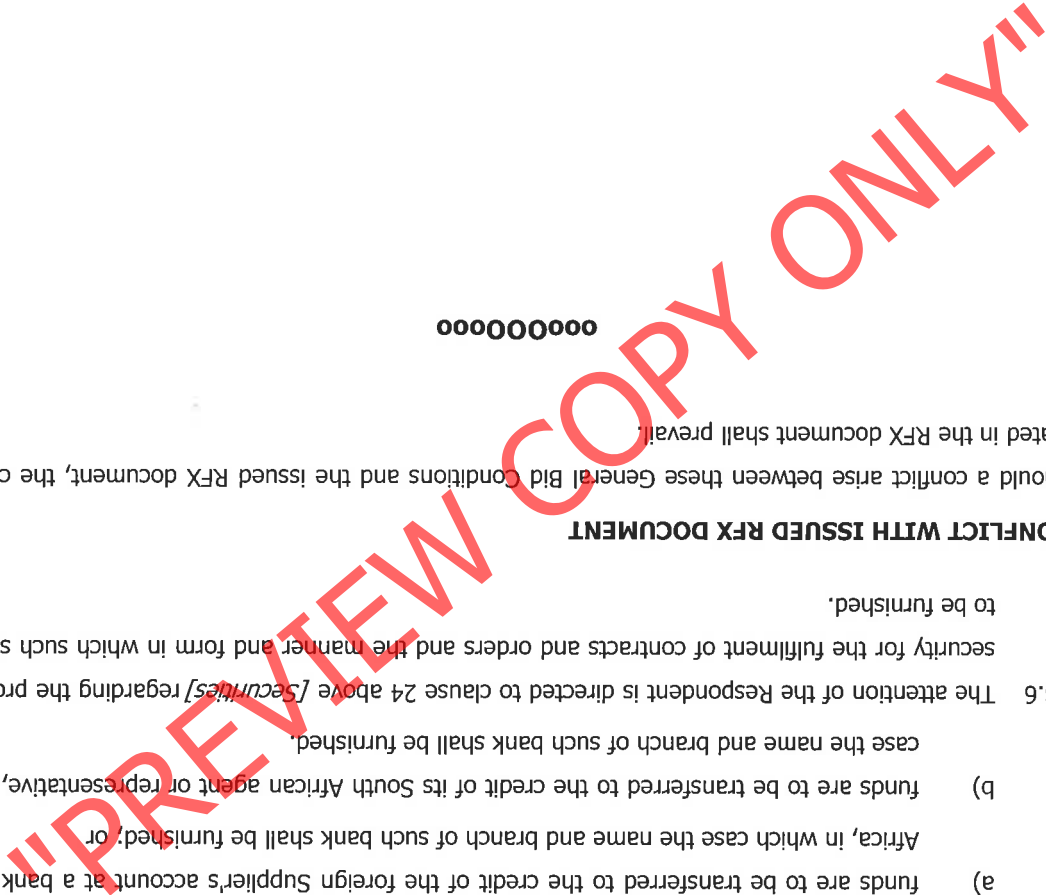 a) funds are to be transferred to the credit of the foreign Supplier's account at a bank
Africa, in which case the name and branch of such bank shall be furnished; or
b) funds are to be transferred to the credit of its South African agent or representative,
case the name and branch of such bank shall be furnished.
.6 The attention of the Respondent is directed to clause 24 above [Securities] regarding the pro
security for the fulfilment of contracts and orders and the manner and form in which such s
to be furnished.
ONFLICT WITH ISSUED RFX DOCUMENT
ould a conflict arise between these General Bid Conditions and the issued RFX document, the c
ated in the RFX document shall prevail.
oooOOooo
"PREVIEW COPY ONLY"